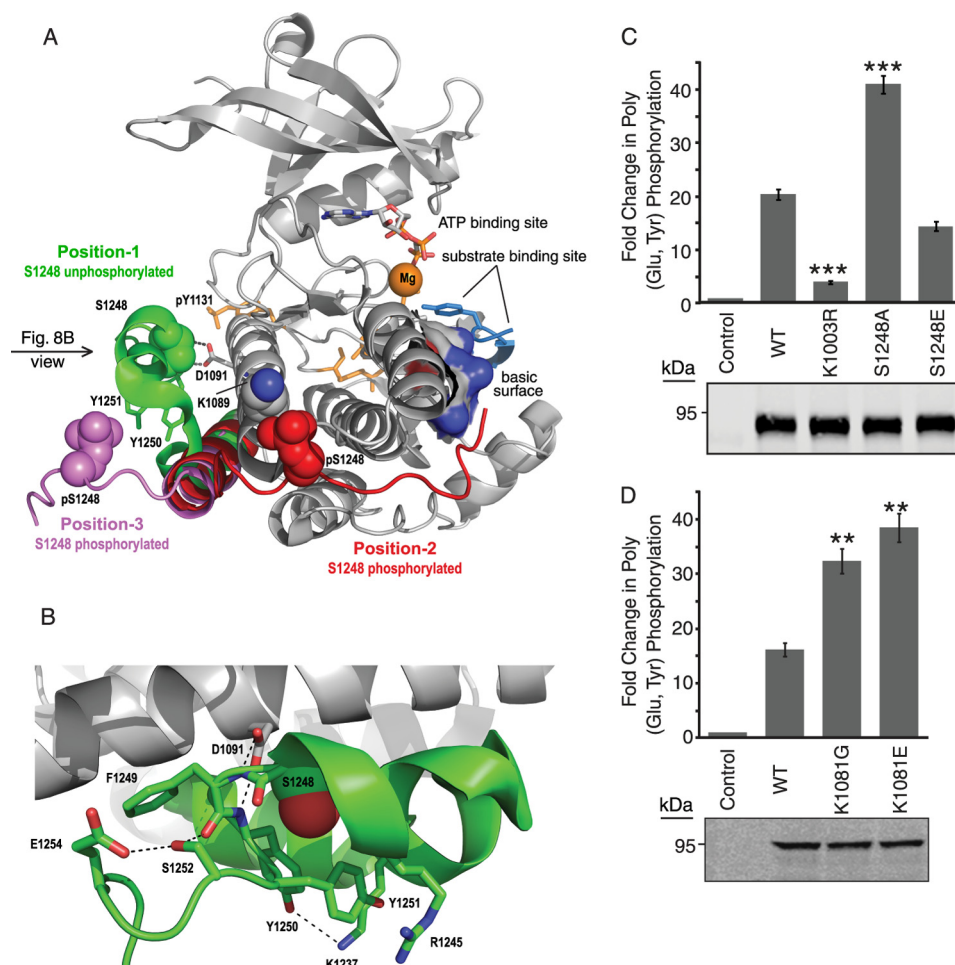 A
ATP binding site
Position-1
S1248 unphosphorylated
substrate binding site
Mg
S1248
pY1131
Fig. 8B
view
D1091
K1089
basic
surface
Y1251
Y1250
pS1248
pS1248
Position-3
S1248 phosphorylated
Position-2
S1248 phosphorylated
B
D1091
F1249
S1248
E1254
S1252
Y1250
Y1251
R1245
K1237
C
Fold Change in Poly
(Glu, Tyr) Phosphorylation
40
30
20
10
0
***
***
Control
WT
K1003R
S1248A
S1248E
kDa
95
D
Fold Change in Poly
(Glu, Tyr) Phosphorylation
40
30
20
10
0
**
**
Control
WT
K1081G
K1081E
kDa
95